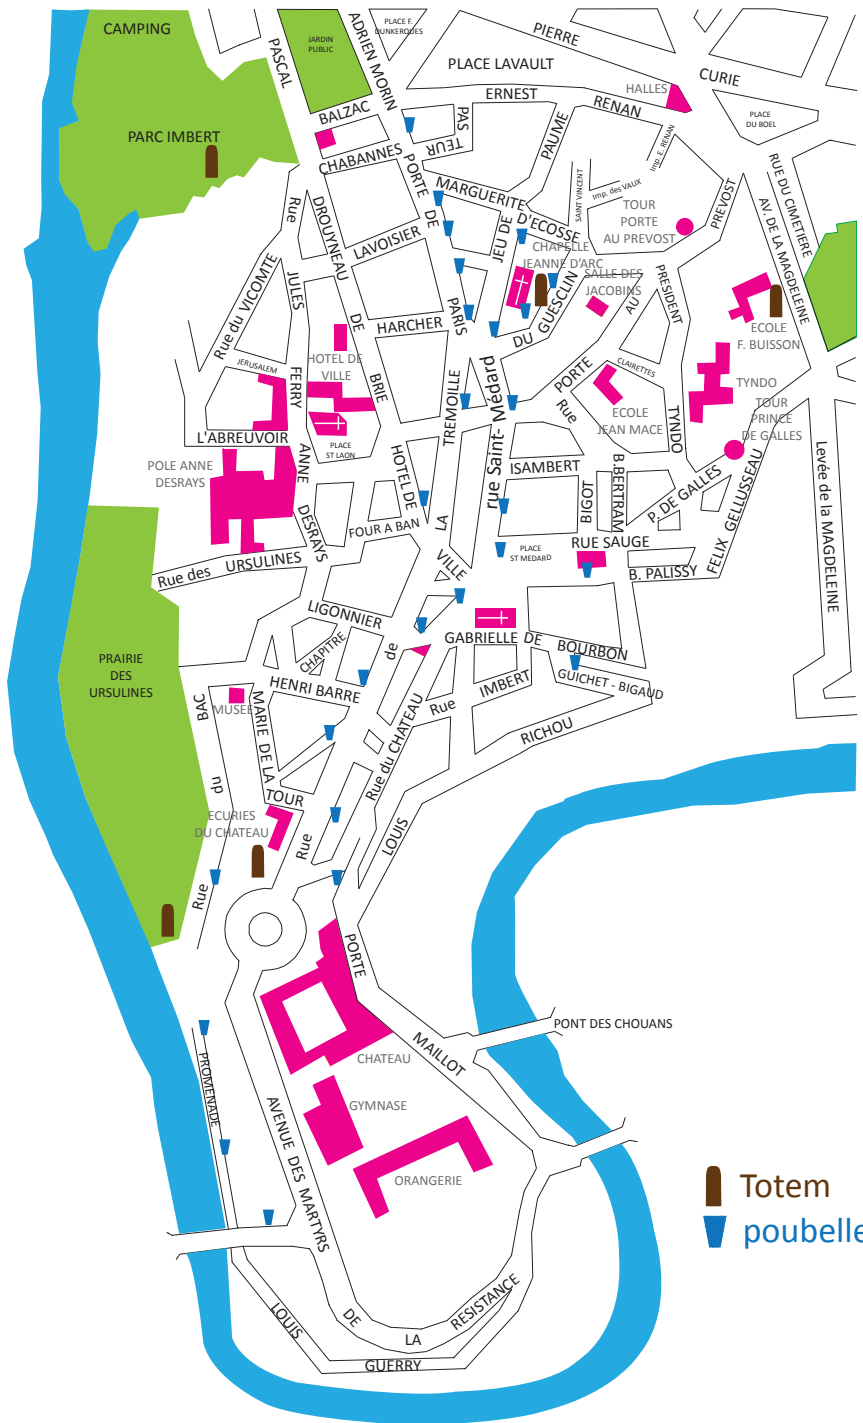 CAMPING
PARC IMBERT
PASCAL
JARDIN
PUBLIC
ADRIEN MORIN
PLACE F.
DUNKERQUES
PIERRE
CURIE
PLACE LAVAULT
HALLES
ERNEST
RENAN
PLACE
DU BOEL
BALZAC
CHABANNES
PAS
TEUR
PAUME
JEU DE
Imp. E. RENAN
Imp. des VAUX
SAINT VINCENT
RUE DU CIMETIERE
AV. DE LA MAGDELEINE
PREVOST
TOUR
PORTE
AU PREVOST
MARGUERITE
D'ECOSSE
PORTE DE
PARIS
Rue
DROUYNEAU
DE
BRIE
LAVOISIER
CHAPELLE
JEANNE D'ARC
SALLE DES
JACOBINS
DU GUESCLIN
PRESIDENT
TYNDO
AU
PORTE
Rue
Rue du VICOMTE
JULES
FERRY
HARCHER
HOTEL DE
VILLE
JERUSALEM
ECOLE
F. BUISSON
TYNDO
TOUR
PRINCE
DE GALLES
CLAIRETTES
ECOLE
JEAN MACE
TREMOILLE
LA
rue Saint- Médard
L'ABREUVOIR
PLACE
ST LAON
POLE ANNE
DESRAYS
ANNE
DESRAYS
HOTEL DE
VILLE
ISAMBERT
BIGOT
B.BERTRAM
P. DE GALLES
FELIX GELLUSSEAU
Levée de la MAGDELEINE
FOUR A BAN
RUE SAUGE
PLACE
ST MEDARD
B. PALISSY
Rue des URSULINES
LIGONNIER
CHAPITRE
de
GABRIELLE DE BOURBON
PRAIRIE
DES
URSULINES
HENRI BARRE
GUICHET - BIGAUD
Rue IMBERT
RICHOU
LOUIS
MUSEE
MARIE DE LA
TOUR
BAC
du
Rue
Rue du CHATEAU
ECURIES
DU CHATEAU
Rue
PORTE
MAILLOT
PONT DES CHOUANS
CHATEAU
GYMNASE
ORANGERIE
PROMENADE
AVENUE DES MARTYRS
DE
LA
RESISTANCE
LOUIS
GUERRY
Totem
poubelle